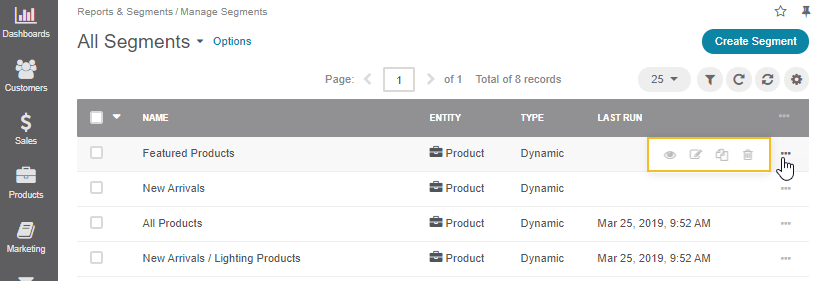 Dashboards
Customers
Sales
Products
Marketing
Reports & Segments / Manage Segments
All Segments Options Create Segment
Page: 1 of 1 Total of 8 records 25
NAME ENTITY TYPE LAST RUN
Featured Products Product Dynamic
New Arrivals Product Dynamic
All Products Product Dynamic Mar 25, 2019, 9:52 AM
New Arrivals / Lighting Products Product Dynamic Mar 25, 2019, 9:52 AM